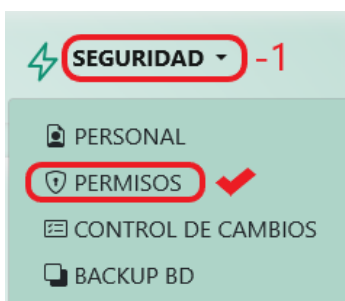 SEGURIDAD -1
PERSONAL
PERMISOS
CONTROL DE CAMBIOS
BACKUP BD